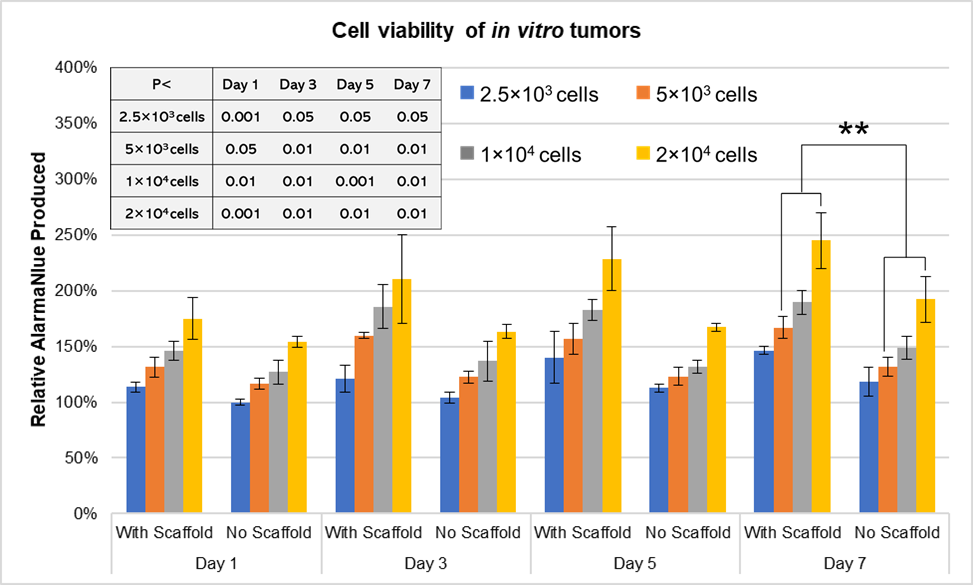 Cell viability of in vitro tumors
Relative AlarmaNlue Produced
400%
350%
300%
250%
200%
150%
100%
50%
0%
P< Day 1 Day 3 Day 5 Day 7
2.5×10³ cells 0.001 0.05 0.05 0.05
5×10³ cells 0.05 0.01 0.01 0.01
1×10⁴ cells 0.01 0.01 0.001 0.01
2×10⁴ cells 0.001 0.01 0.01 0.01
2.5×10³ cells 5×10³ cells
1×10⁴ cells 2×10⁴ cells
**
With Scaffold No Scaffold With Scaffold No Scaffold With Scaffold No Scaffold With Scaffold No Scaffold
Day 1 Day 3 Day 5 Day 7